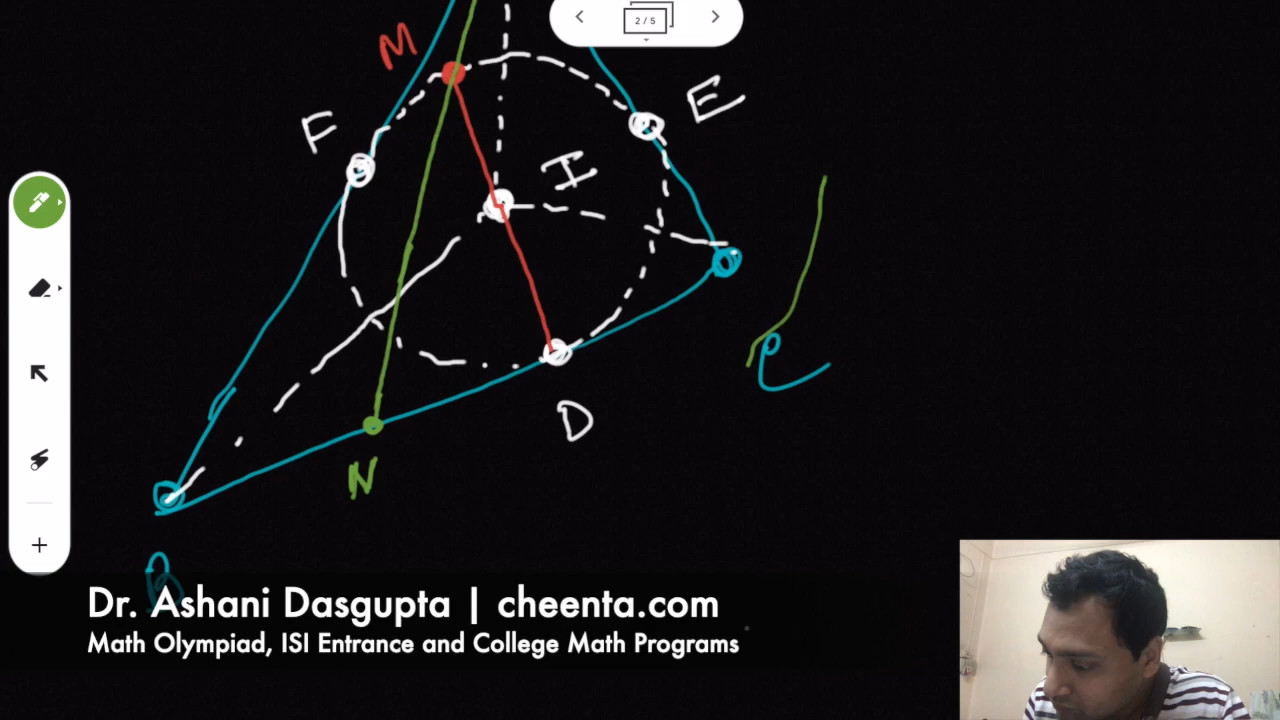 2 / 5
M
E
F
I
C
D
N
B
Dr. Ashani Dasgupta | cheenta.com
Math Olympiad, ISI Entrance and College Math Programs